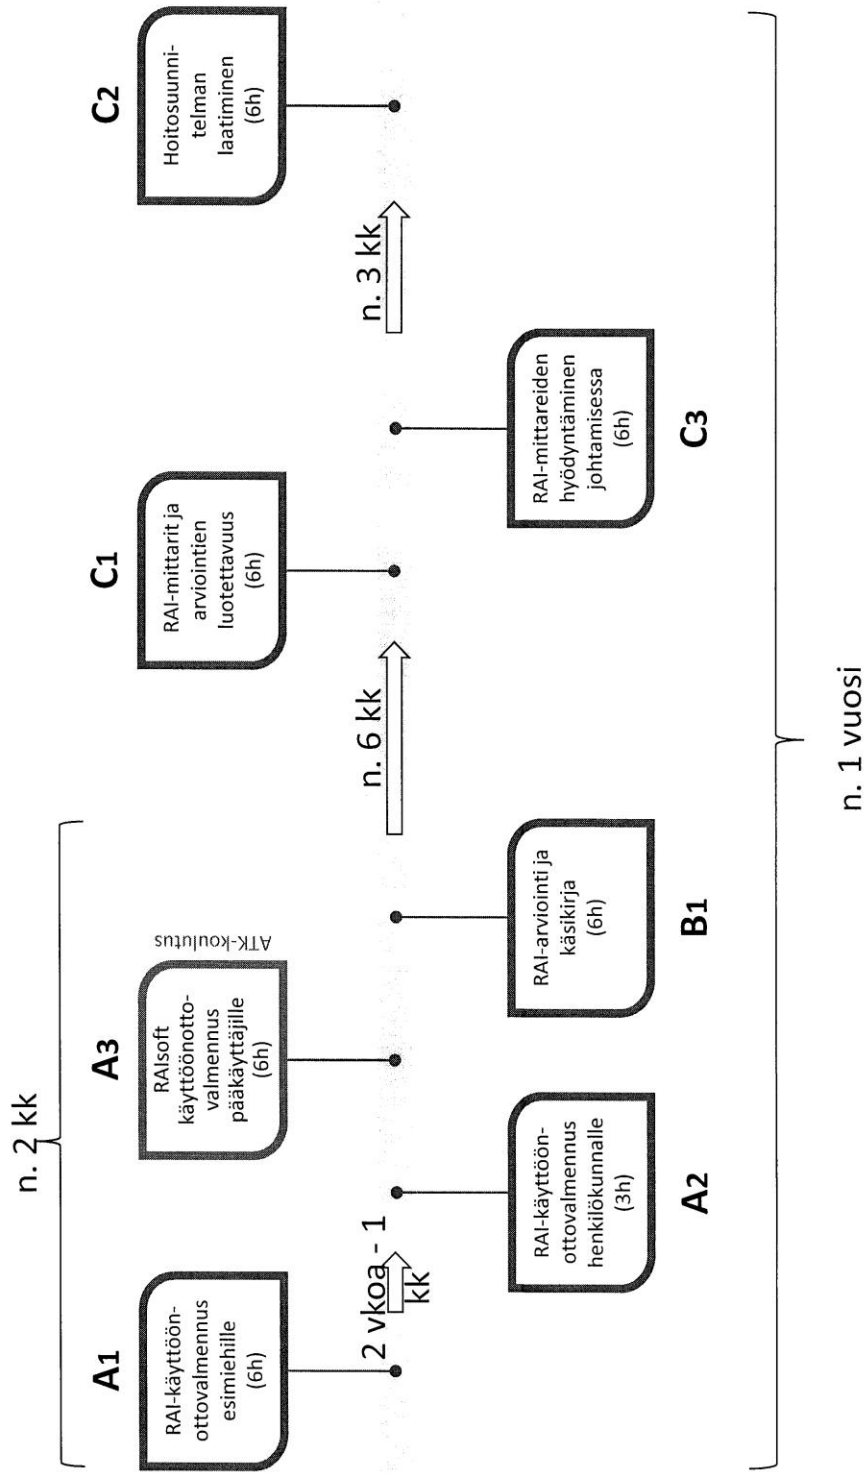 n. 2 kk
A1
RAI-käyttöön-
ottovalmennus
esimiehille
(6h)
A3
RAIsoft
käyttöönotto-
valmennus
pääkäyttäjille
(6h)
ATK-koulutus
C1
RAI-mittarit ja
arviointien
luotettavuus
(6h)
C2
Hoitosuunni-
telman
laatiminen
(6h)
2 vkoa - 1
kk
n. 6 kk
n. 3 kk
RAI-käyttöön-
ottovalmennus
henkilökunnalle
(3h)
A2
RAI-arviointi ja
käsikirja
(6h)
B1
RAI-mittareiden
hyödyntäminen
johtamisessa
(6h)
C3
n. 1 vuosi